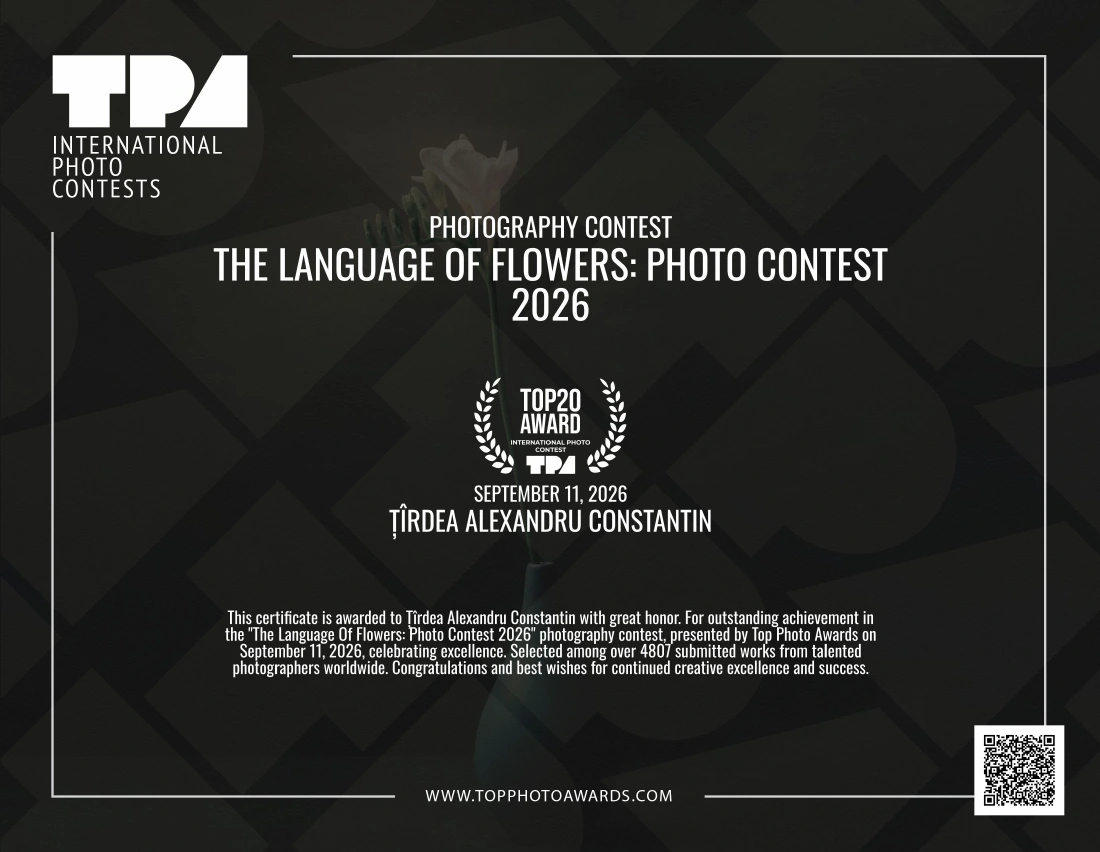 TPA
INTERNATIONAL
PHOTO
CONTESTS
PHOTOGRAPHY CONTEST
THE LANGUAGE OF FLOWERS: PHOTO CONTEST
2026
TOP20
AWARD
INTERNATIONAL PHOTO
CONTEST
TPA
SEPTEMBER 11, 2026
ȚÎRDEA ALEXANDRU CONSTANTIN
This certificate is awarded to Țîrdea Alexandru Constantin with great honor. For outstanding achievement in
the "The Language Of Flowers: Photo Contest 2026" photography contest, presented by Top Photo Awards on
September 11, 2026, celebrating excellence. Selected among over 4807 submitted works from talented
photographers worldwide. Congratulations and best wishes for continued creative excellence and success.
WWW.TOPPHOTOAWARDS.COM